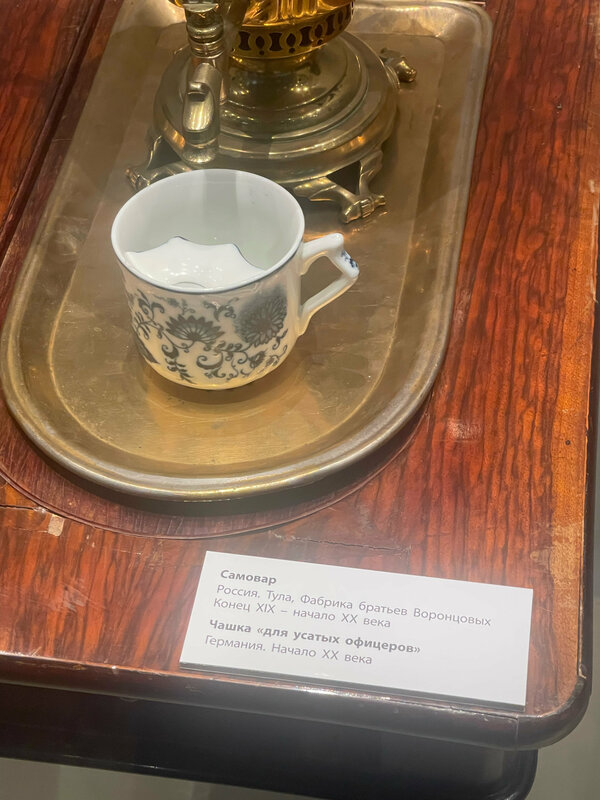 Самовар
Россия. Тула, Фабрика братьев Воронцовых
Конец XIX – начало XX века
Чашка «для усатых офицеров»
Германия. Начало XX века